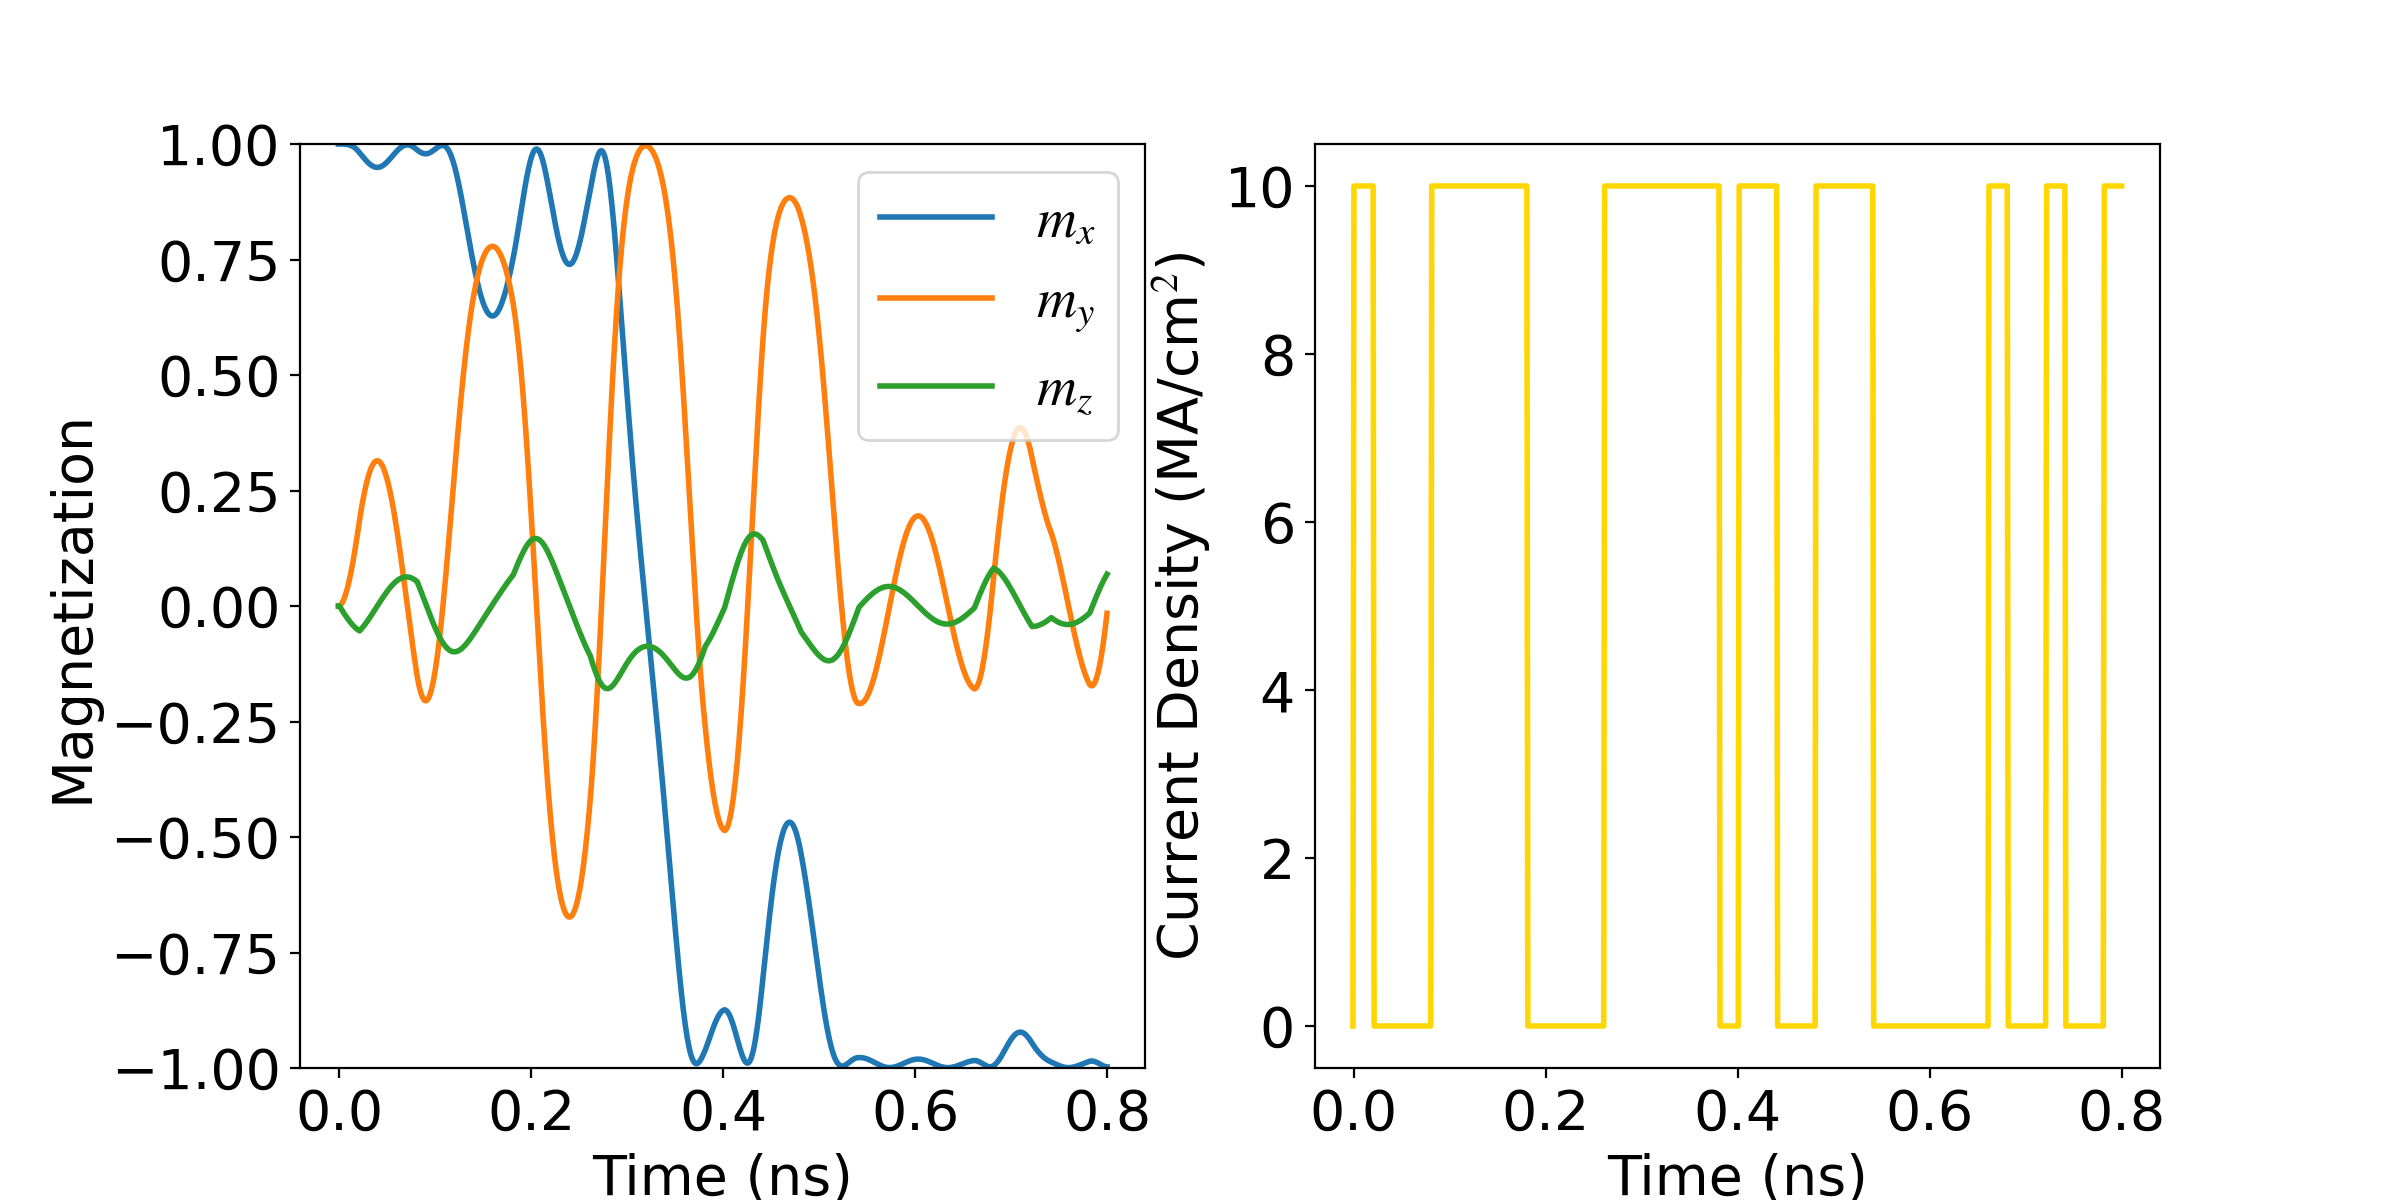 Magnetization
1.00
0.75
0.50
0.25
0.00
−0.25
−0.50
−0.75
−1.00
0.0 0.2 0.4 0.6 0.8
Time (ns)
m_x
m_y
m_z
Current Density (MA/cm²)
10
8
6
4
2
0
0.0 0.2 0.4 0.6 0.8
Time (ns)